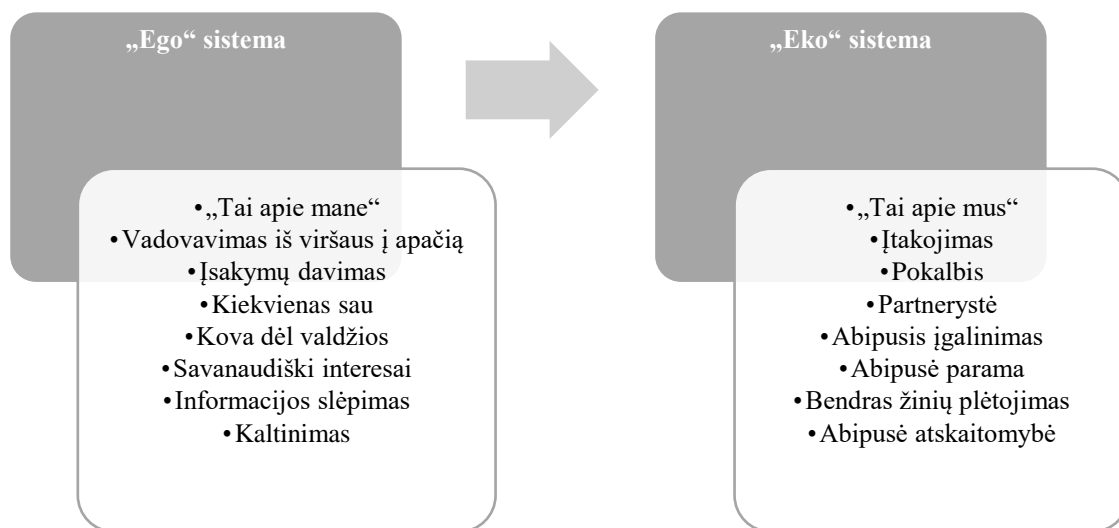 „Ego“ sistema
•„Tai apie mane“
•Vadovavimas iš viršaus į apačią
•Įsakymų davimas
•Kiekvienas sau
•Kova dėl valdžios
•Savanaudiški interesai
•Informacijos slėpimas
•Kaltinimas
„Eko“ sistema
•„Tai apie mus“
•Įtakojimas
•Pokalbis
•Partnerystė
•Abipusis įgalinimas
•Abipusė parama
•Bendras žinių plėtojimas
•Abipusė atskaitomybė